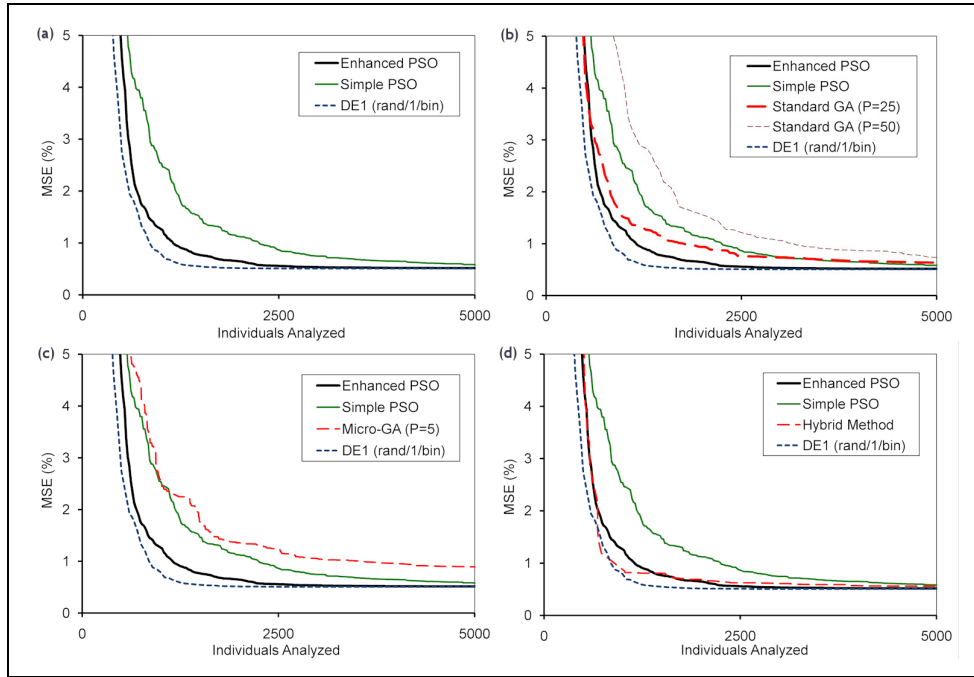 (a)
5
4
3
2
1
0
MSE (%)
Enhanced PSO
Simple PSO
DE1 (rand/1/bin)
0 2500 5000
Individuals Analyzed
(b)
5
4
3
2
1
0
MSE (%)
Enhanced PSO
Simple PSO
Standard GA (P=25)
Standard GA (P=50)
DE1 (rand/1/bin)
0 2500 5000
Individuals Analyzed
(c)
5
4
3
2
1
0
MSE (%)
Enhanced PSO
Simple PSO
Micro-GA (P=5)
DE1 (rand/1/bin)
0 2500 5000
Individuals Analyzed
(d)
5
4
3
2
1
0
MSE (%)
Enhanced PSO
Simple PSO
Hybrid Method
DE1 (rand/1/bin)
0 2500 5000
Individuals Analyzed